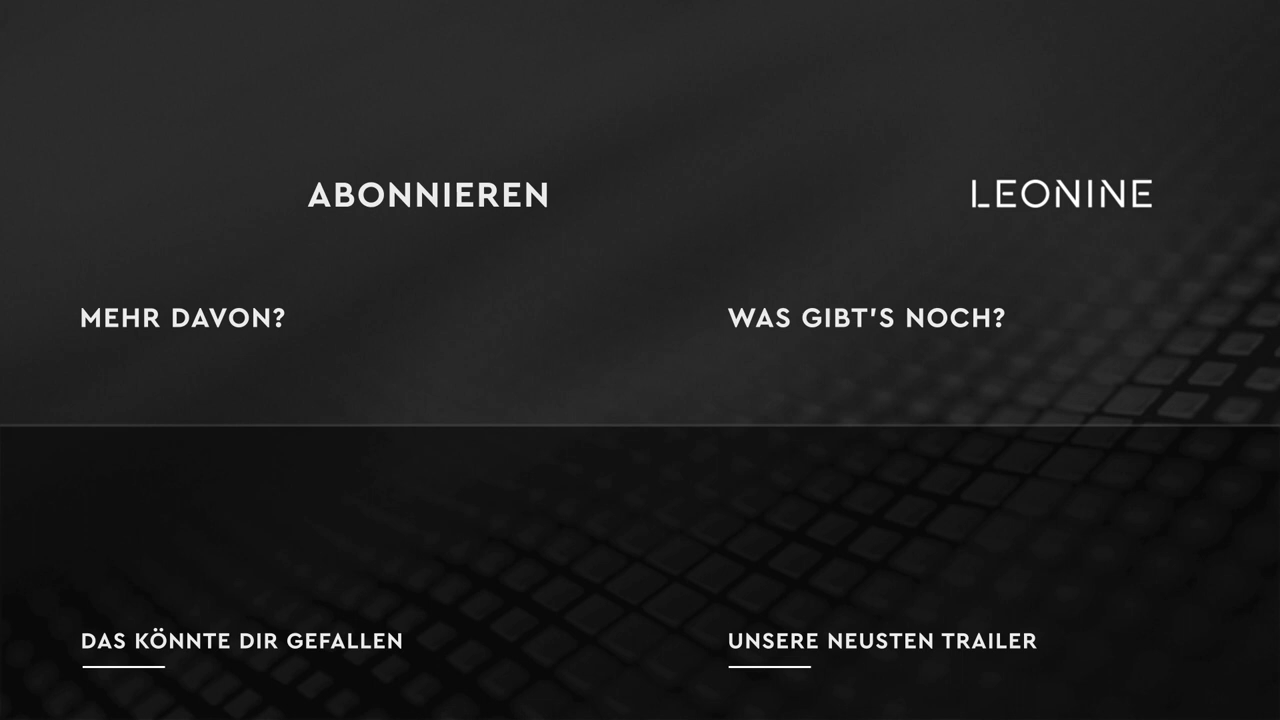 ABONNIEREN
LEONINE
MEHR DAVON?
WAS GIBT'S NOCH?
DAS KÖNNTE DIR GEFALLEN
UNSERE NEUSTEN TRAILER